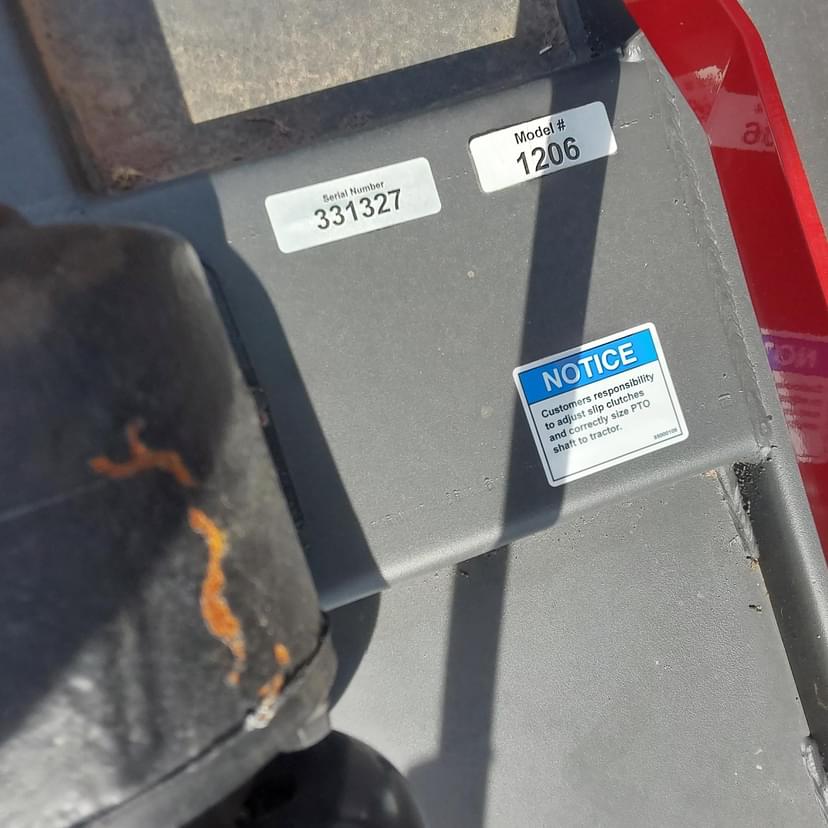 Model #
1206
Serial Number
331327
NOTICE
Customers responsibility
to adjust slip clutches
and correctly size PTO
shaft to tractor.